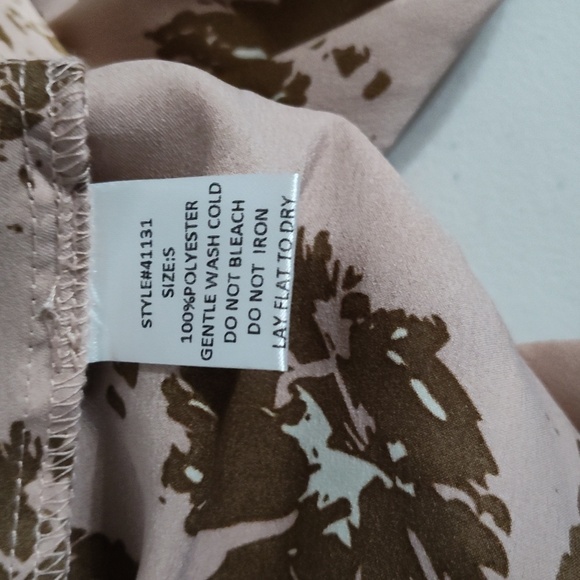 STYLE#41131
SIZE:S
100%POLYESTER
GENTLE WASH COLD
DO NOT BLEACH
DO NOT IRON
LAY FLAT TO DRY